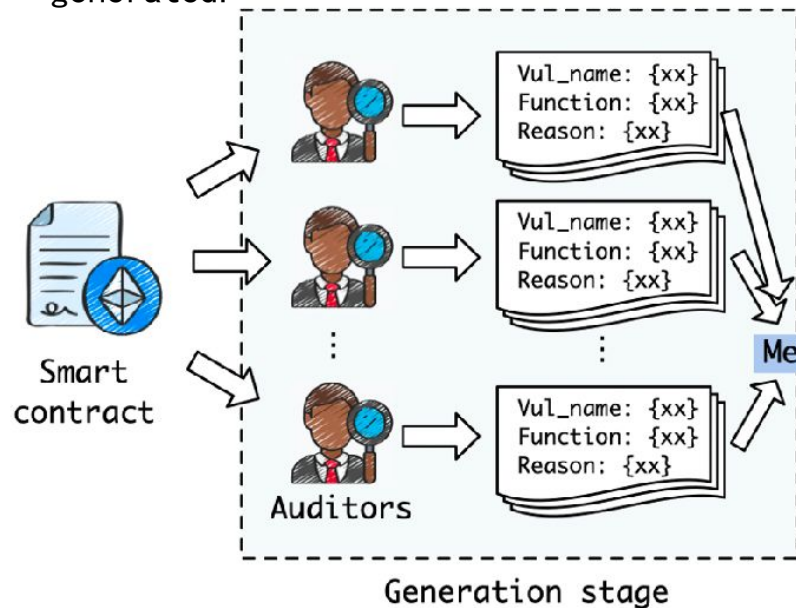 generated.
Vul_name: {xx}
Function: {xx}
Reason: {xx}
Vul_name: {xx}
Function: {xx}
Reason: {xx}
Smart
contract
Me
Vul_name: {xx}
Function: {xx}
Reason: {xx}
Auditors
Generation stage